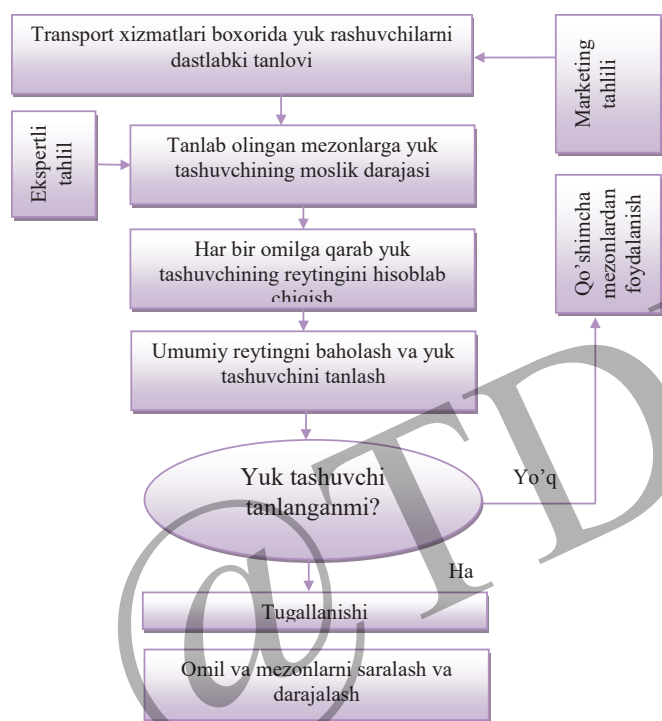 Transport xizmatlari boxorida yuk rashuvchilarni
dastlabki tanlovi
Marketing
tahlili
Ekspertli
tahlil
Tanlab olingan mezonlarga yuk
tashuvchining moslik darajasi
Qo’shimcha
mezonlardan
foydalanish
Har bir omilga qarab yuk
tashuvchining reytingini hisoblab
chiqish
Umumiy reytingni baholash va yuk
tashuvchini tanlash
Yuk tashuvchi
tanlanganmi?
Yo’q
Ha
Tugallanishi
Omil va mezonlarni saralash va
darajalash
@TD